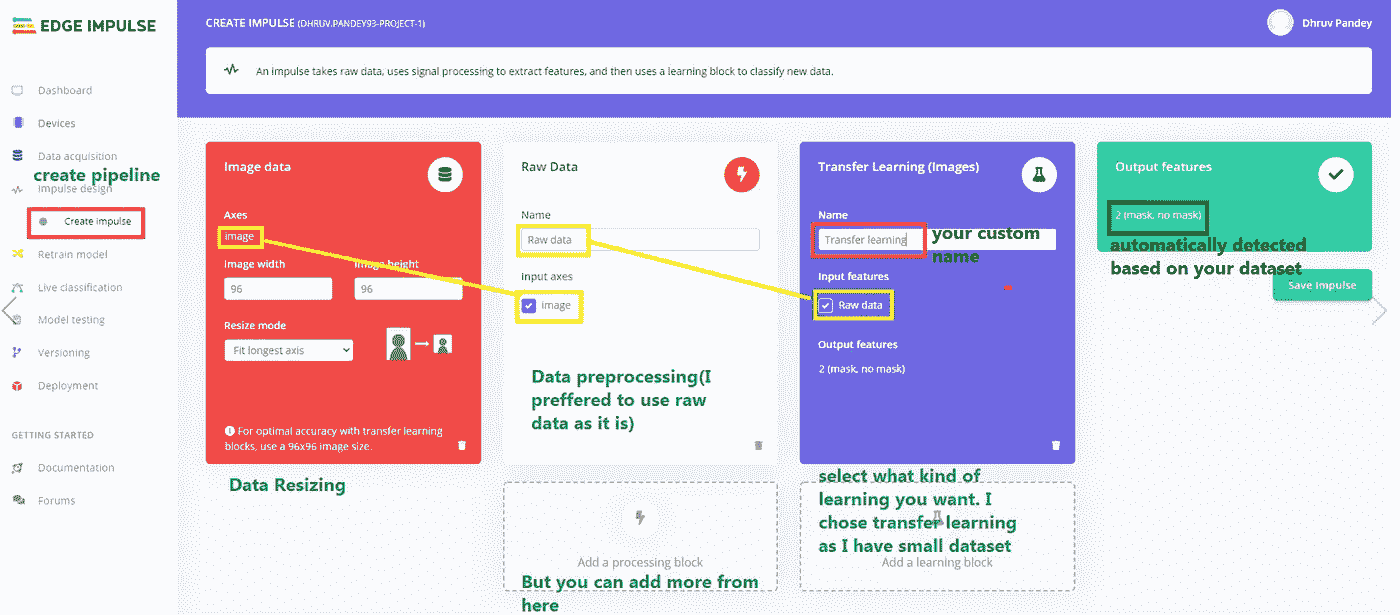 EDGE IMPULSE
Dashboard
Devices
Data acquisition
create pipeline
Impulse design
Create impulse
Retrain model
Live classification
Model testing
Versioning
Deployment
GETTING STARTED
Documentation
Forums
CREATE IMPULSE (DHRUV.PANDEY93-PROJECT-1)
Dhruv Pandey
An impulse takes raw data, uses signal processing to extract features, and then uses a learning block to classify new data.
Image data
Axes
image
Image width
Image height
96
96
Resize mode
Fit longest axis
For optimal accuracy with transfer learning
blocks, use a 96x96 image size.
Data Resizing
Raw Data
Name
Raw data
Input axes
image
Data preprocessing(I
preffered to use raw
data as it is)
Add a processing block
But you can add more from
here
Transfer Learning (Images)
Name
Transfer learning
your custom
name
Input features
Raw data
Output features
2 (mask, no mask)
select what kind of
learning you want. I
chose transfer learning
as I have small dataset
Add a learning block
Output features
2 (mask, no mask)
automatically detected
based on your dataset
Save Impulse